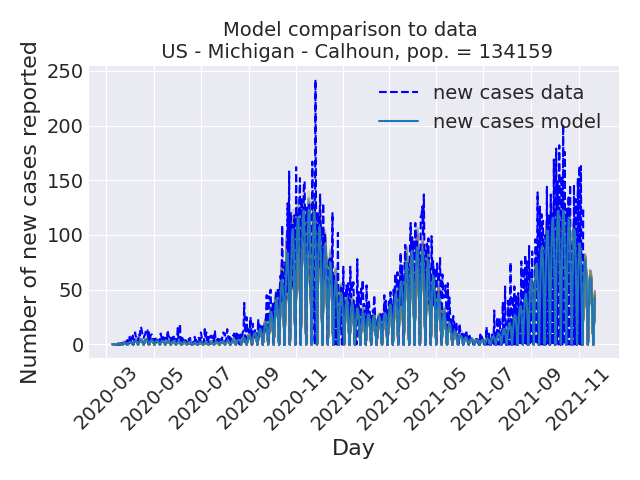 Model comparison to data
US - Michigan - Calhoun, pop. = 134159
Number of new cases reported
250
200
150
100
50
0
new cases data
new cases model
2020-03
2020-05
2020-07
2020-09
2020-11
2021-01
2021-03
2021-05
2021-07
2021-09
2021-11
Day